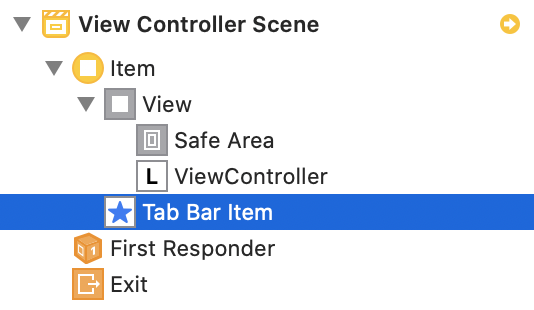 View Controller Scene
Item
View
Safe Area
L ViewController
Tab Bar Item
First Responder
Exit